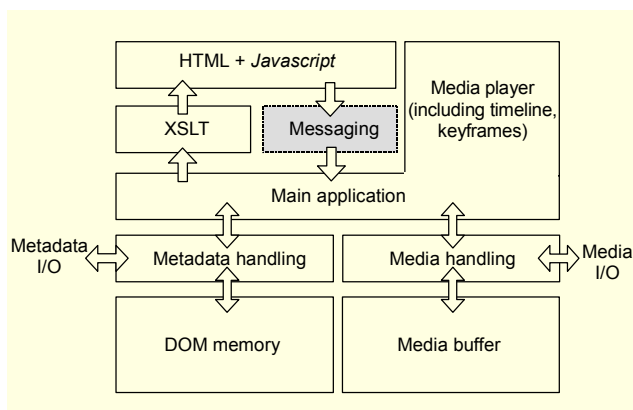 HTML + Javascript
Media player
(including timeline,
keyframes)
XSLT
Messaging
Main application
Metadata
I/O
Metadata handling
Media handling
Media
I/O
DOM memory
Media buffer